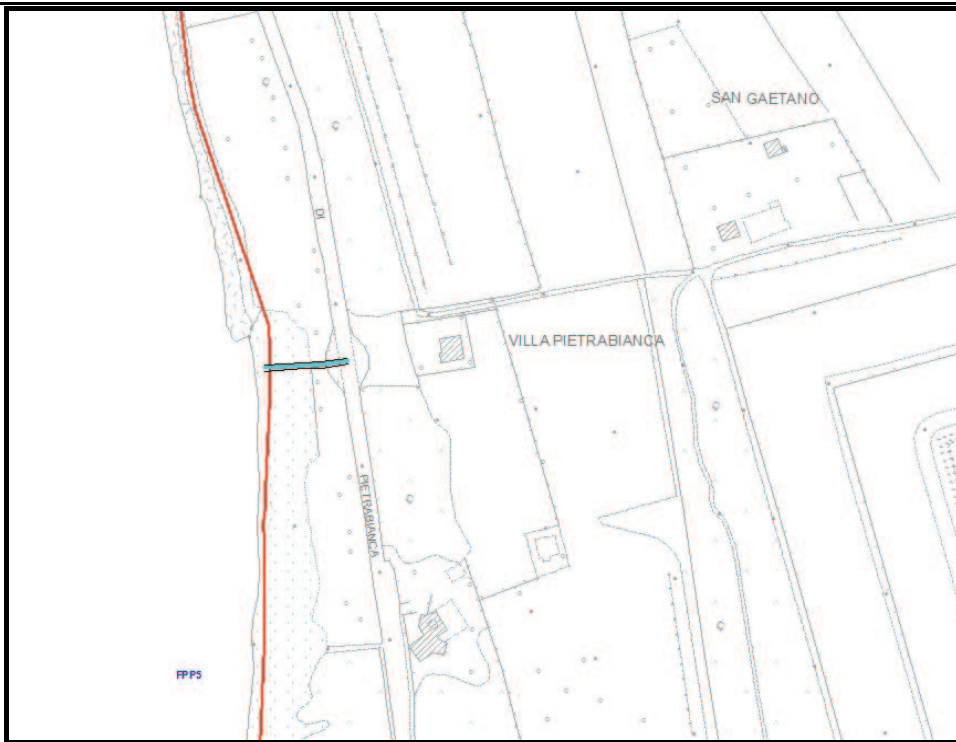 SAN GAETANO
DI
VILLA PIETRABIANCA
PIETRABIANCA
FPP5